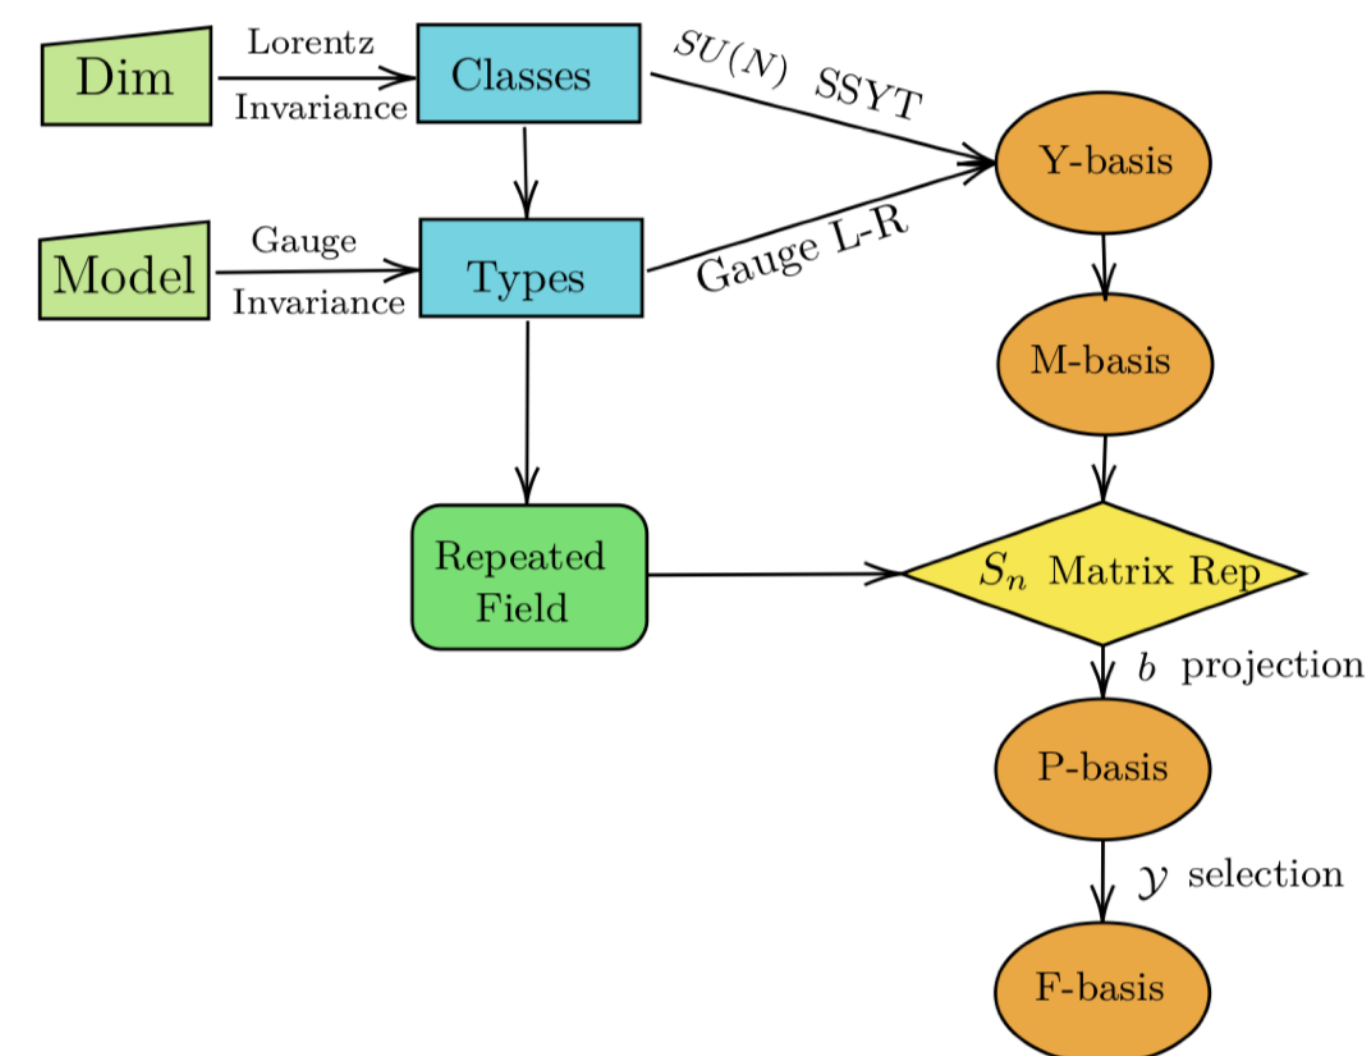 Dim
Lorentz
Invariance
Classes
SU(N) SSYT
Y-basis
Model
Gauge
Invariance
Types
Gauge L-R
M-basis
Repeated
Field
Sₙ Matrix Rep
b projection
P-basis
𝒴 selection
F-basis